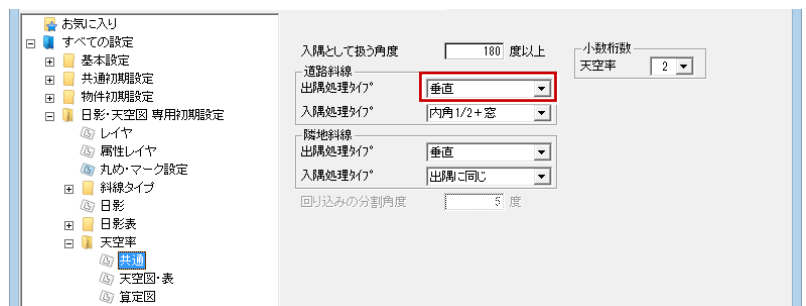 お気に入り
すべての設定
基本設定
共通初期設定
物件初期設定
日影･天空図 専用初期設定
レイヤ
属性レイヤ
丸め･マーク設定
斜線タイプ
日影
日影表
天空率
共通
天空図･表
算定図
入隅として扱う角度 180 度以上
道路斜線
出隅処理ﾀｲﾌﾟ 垂直
入隅処理ﾀｲﾌﾟ 内角1/2+窓
隣地斜線
出隅処理ﾀｲﾌﾟ 垂直
入隅処理ﾀｲﾌﾟ 出隅に同じ
回り込みの分割角度 5 度
小数桁数
天空率 2